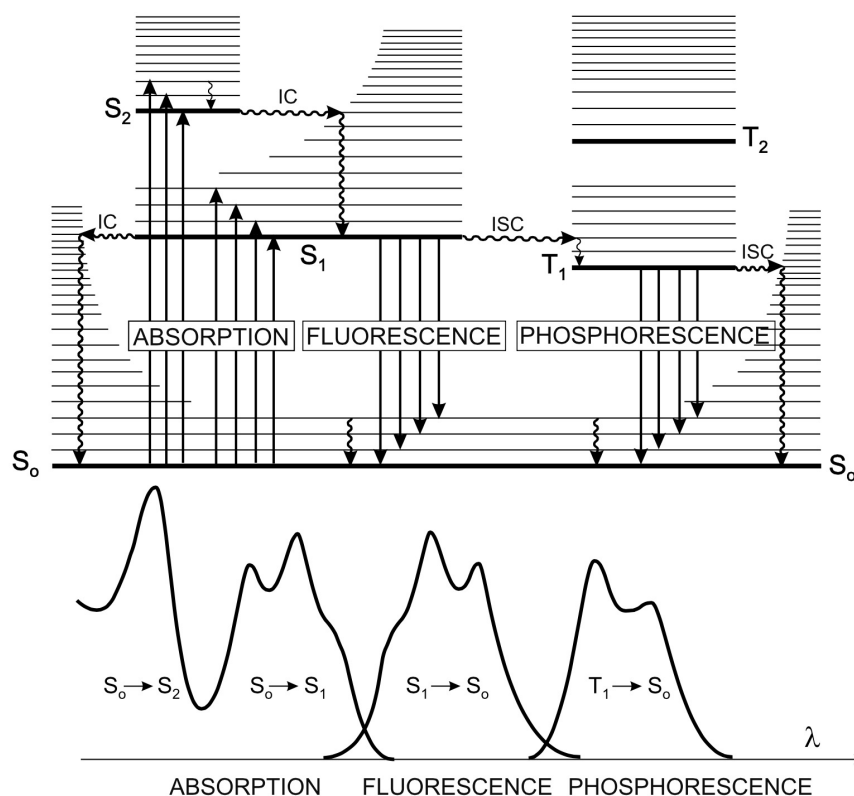 S₂
IC
T₂
IC
S₁
ISC
T₁
ISC
ABSORPTION
FLUORESCENCE
PHOSPHORESCENCE
Sₒ
Sₒ
Sₒ→S₂
Sₒ→S₁
S₁→Sₒ
T₁→Sₒ
λ
ABSORPTION
FLUORESCENCE
PHOSPHORESCENCE